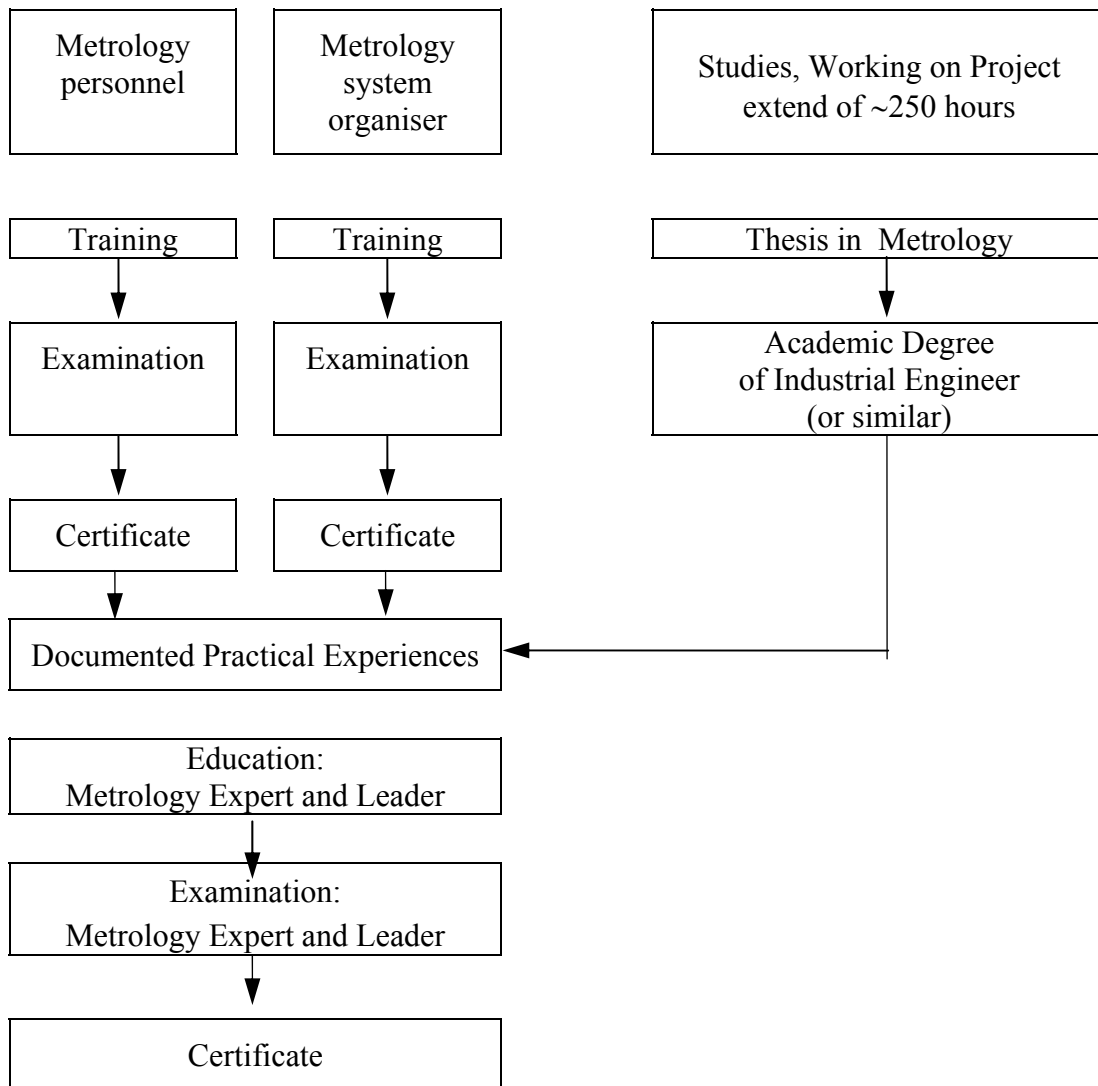 Metrology
personnel
Metrology
system
organiser
Studies, Working on Project
extend of ~250 hours
Training
Training
Thesis in Metrology
Examination
Examination
Academic Degree
of Industrial Engineer
(or similar)
Certificate
Certificate
Documented Practical Experiences
Education:
Metrology Expert and Leader
Examination:
Metrology Expert and Leader
Certificate